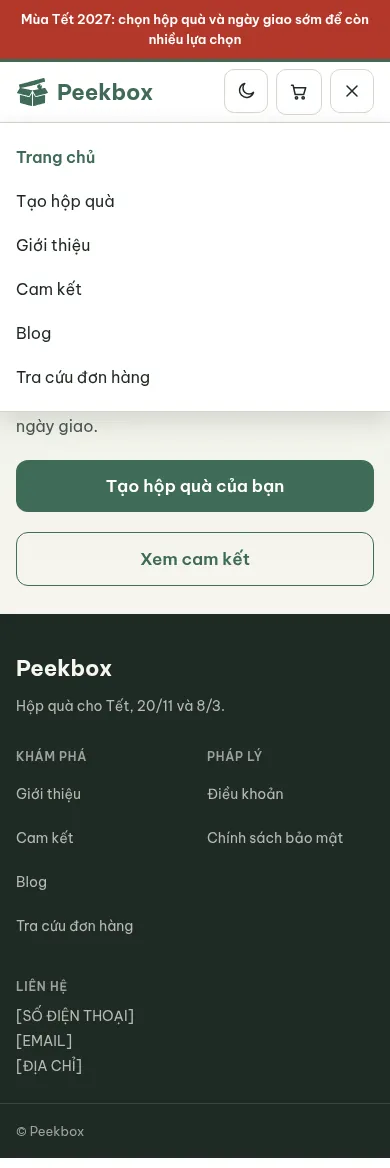 Mùa Tết 2027: chọn hộp quà và ngày giao sớm để còn
nhiều lựa chọn
Peekbox
Trang chủ
Tạo hộp quà
Giới thiệu
Cam kết
Blog
Tra cứu đơn hàng
ngày giao.
Tạo hộp quà của bạn
Xem cam kết
Peekbox
Hộp quà cho Tết, 20/11 và 8/3.
KHÁM PHÁ
Giới thiệu
Cam kết
Blog
Tra cứu đơn hàng
PHÁP LÝ
Điều khoản
Chính sách bảo mật
LIÊN HỆ
[SỐ ĐIỆN THOẠI]
[EMAIL]
[ĐỊA CHỈ]
© Peekbox